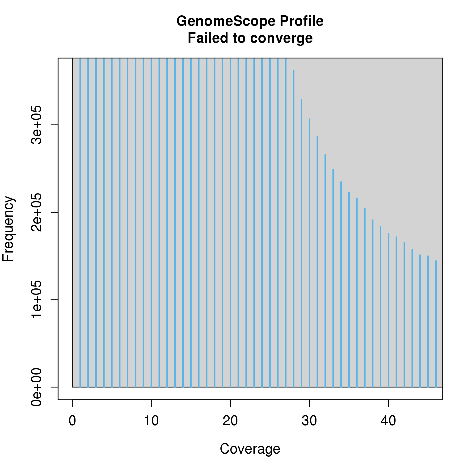 GenomeScope Profile
Failed to converge
Frequency
3e+05
2e+05
1e+05
0e+00
0 10 20 30 40
Coverage